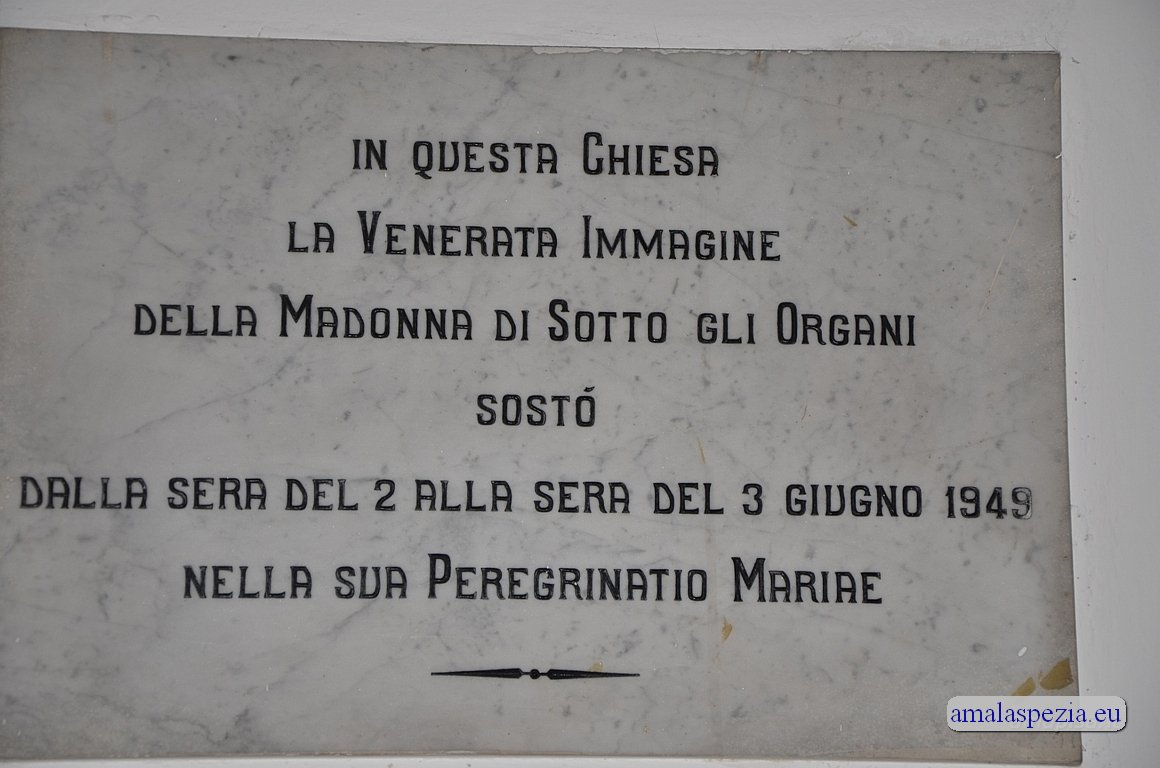 IN QUESTA CHIESA
LA VENERATA IMMAGINE
DELLA MADONNA DI SOTTO GLI ORGANI
SOSTÓ
DALLA SERA DEL 2 ALLA SERA DEL 3 GIUGNO 1949
NELLA SUA PEREGRINATIO MARIAE
amalaspezia.eu